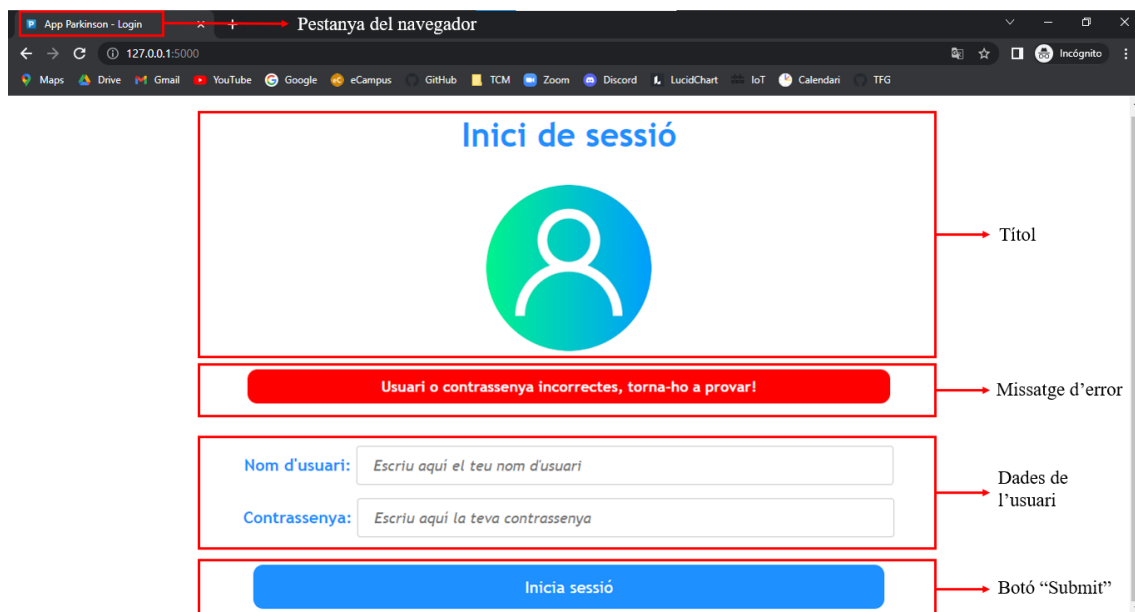 App Parkinson - Login
Pestanya del navegador
127.0.0.1:5000
Incógnito
Maps Drive Gmail YouTube Google eCampus GitHub TCM Zoom Discord LucidChart IoT Calendari TFG
Inici de sessió
Títol
Usuari o contrassenya incorrectes, torna-ho a provar!
Missatge d’error
Nom d'usuari: Escriu aquí el teu nom d'usuari
Dades de
l’usuari
Contrassenya: Escriu aquí la teva contrassenya
Inicia sessió
Botó “Submit”